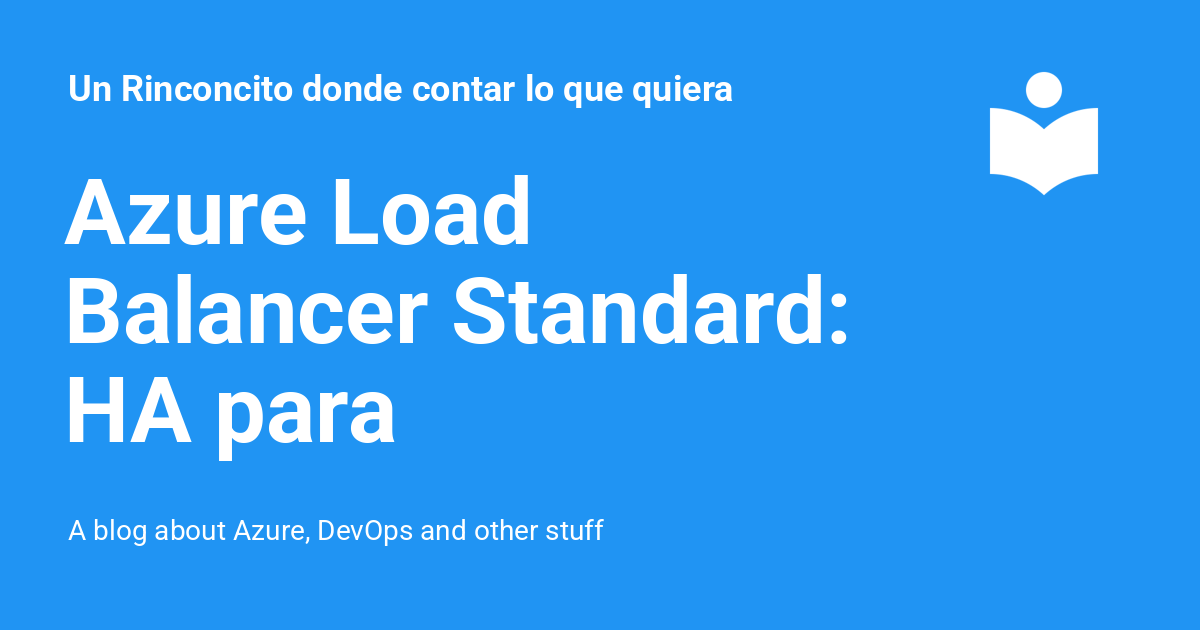 Un Rinconcito donde contar lo que quiera
Azure Load
Balancer Standard:
HA para
A blog about Azure, DevOps and other stuff